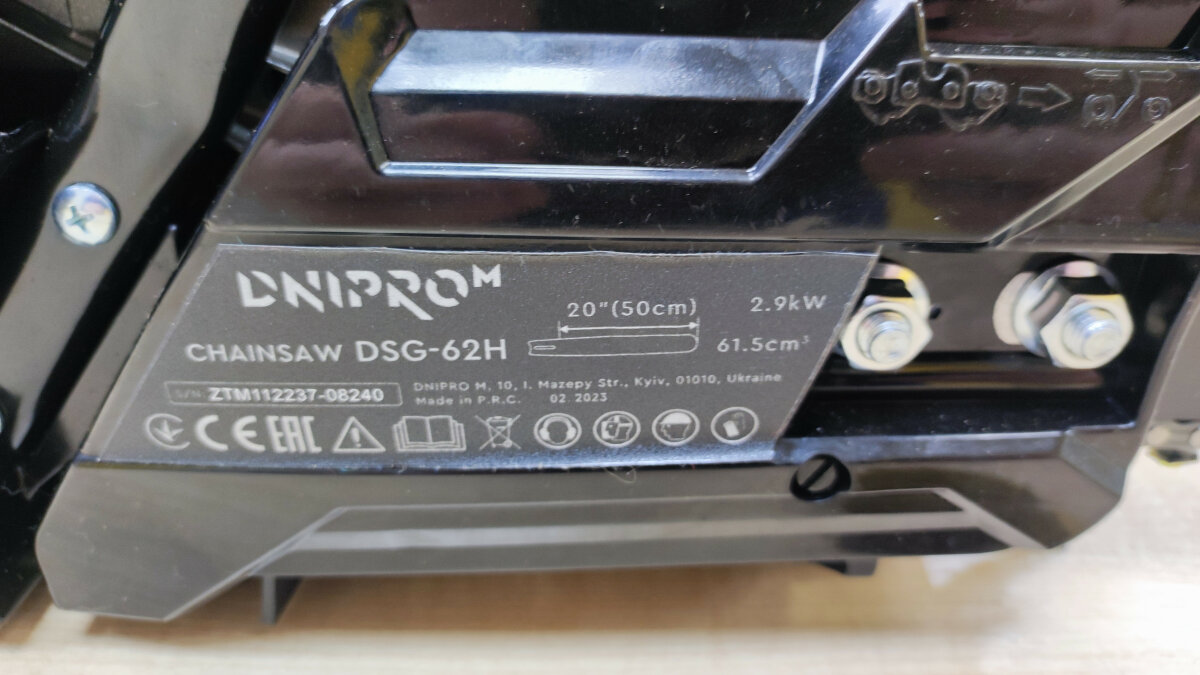 DNIPRO M
20"(50cm)
2.9kW
CHAINSAW DSG-62H
61.5cm³
S/N ZTM112237-08240
DNIPRO M, 10, I. Mazepy Str., Kyiv, 01010, Ukraine
Made in P.R.C. 02. 2023
CE EAC